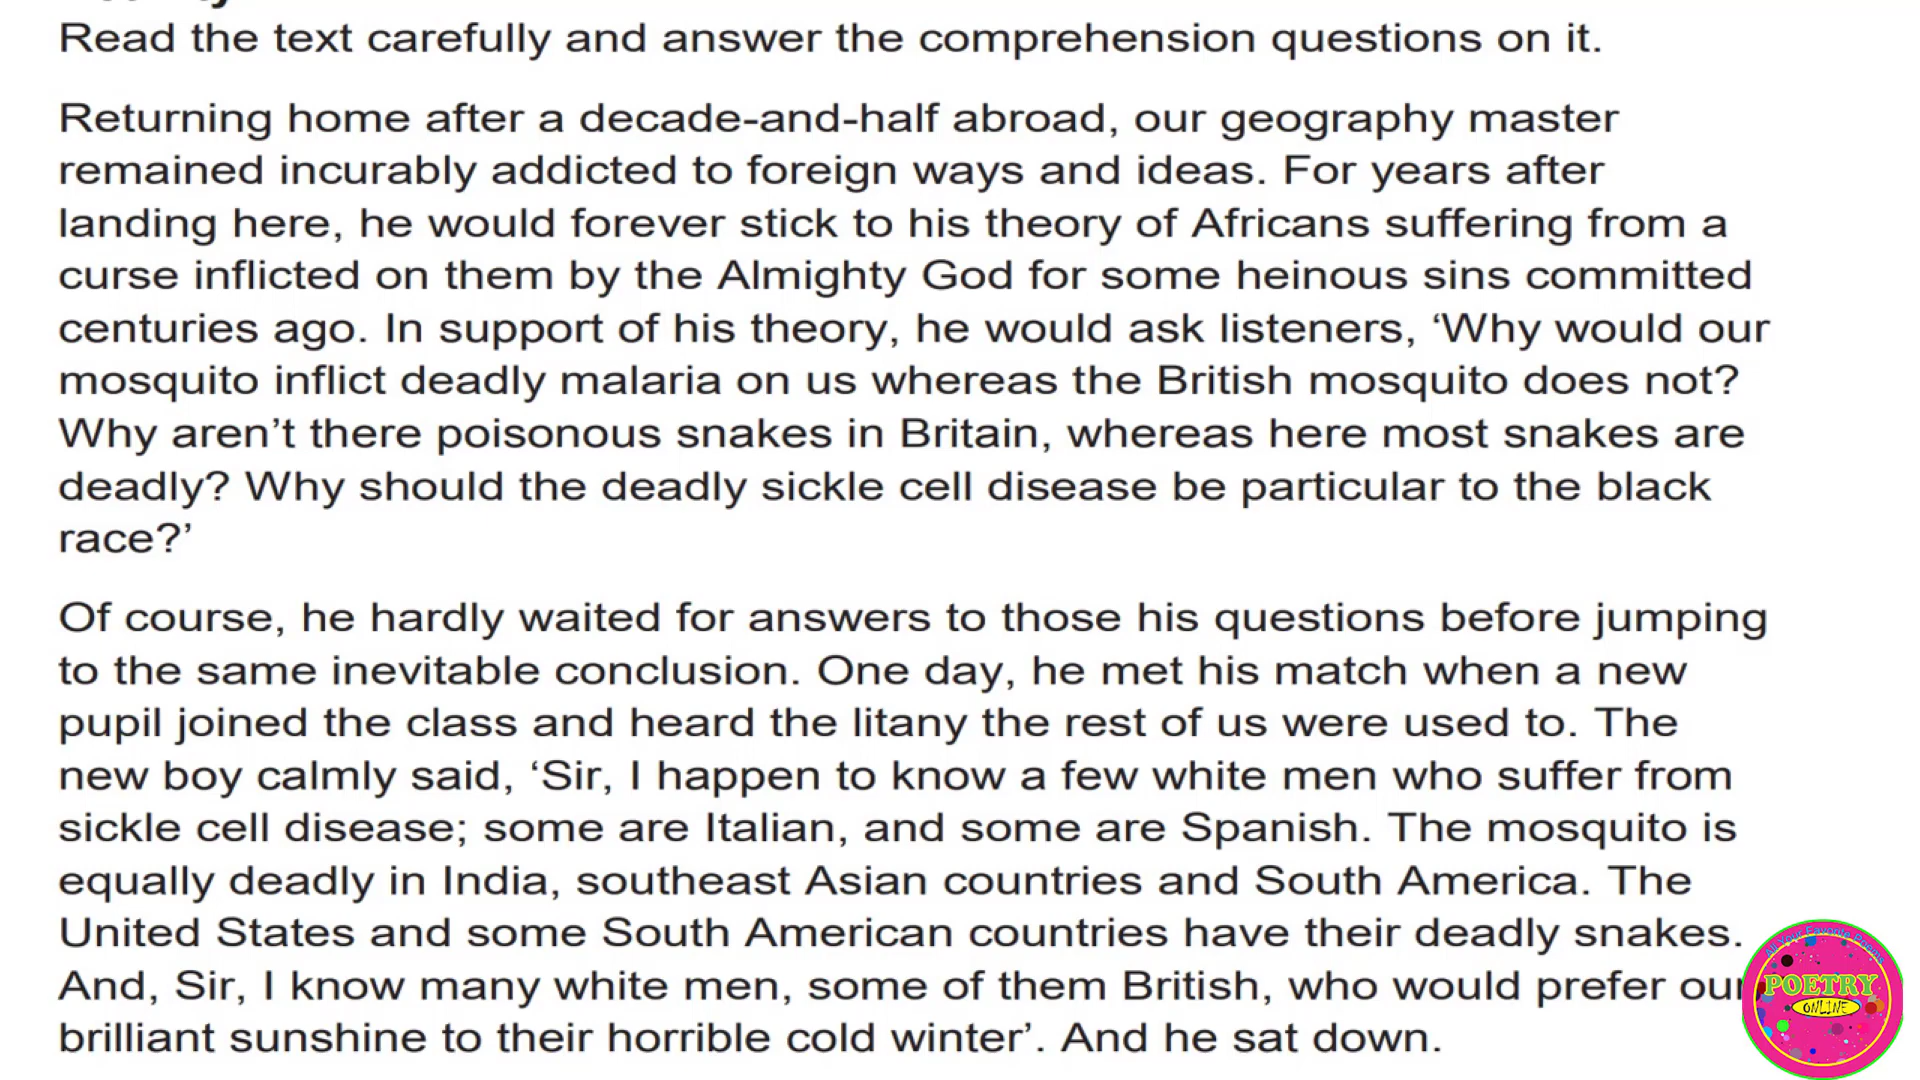 Read the text carefully and answer the comprehension questions on it.
Returning home after a decade-and-half abroad, our geography master
remained incurably addicted to foreign ways and ideas. For years after
landing here, he would forever stick to his theory of Africans suffering from a
curse inflicted on them by the Almighty God for some heinous sins committed
centuries ago. In support of his theory, he would ask listeners, ‘Why would our
mosquito inflict deadly malaria on us whereas the British mosquito does not?
Why aren’t there poisonous snakes in Britain, whereas here most snakes are
deadly? Why should the deadly sickle cell disease be particular to the black
race?’
Of course, he hardly waited for answers to those his questions before jumping
to the same inevitable conclusion. One day, he met his match when a new
pupil joined the class and heard the litany the rest of us were used to. The
new boy calmly said, ‘Sir, I happen to know a few white men who suffer from
sickle cell disease; some are Italian, and some are Spanish. The mosquito is
equally deadly in India, southeast Asian countries and South America. The
United States and some South American countries have their deadly snakes.
And, Sir, I know many white men, some of them British, who would prefer our
brilliant sunshine to their horrible cold winter’. And he sat down.
All Your Favorite Poems
POETRY
ONLINE